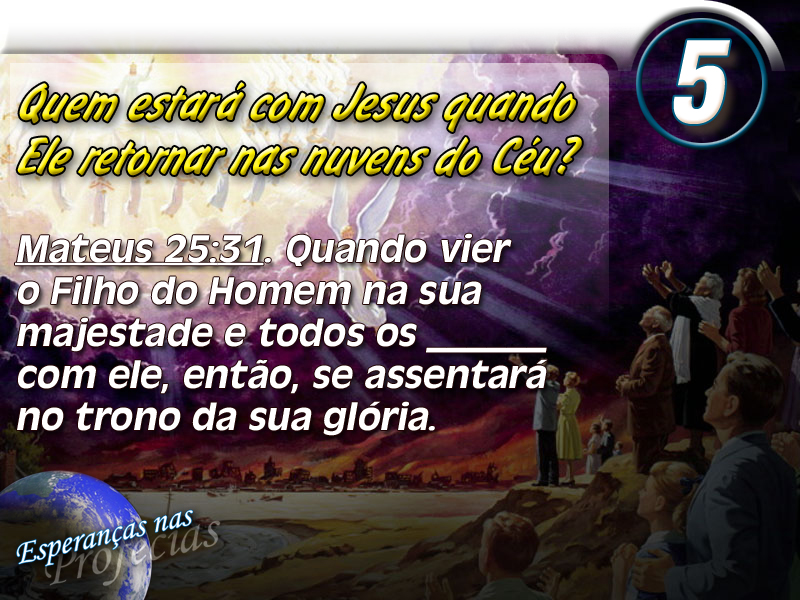 5
Quem estará com Jesus quando
Ele retornar nas nuvens do Céu?
Mateus 25:31. Quando vier
o Filho do Homem na sua
majestade e todos os ______
com ele, então, se assentará
no trono da sua glória.
Esperanças nas
Profecias